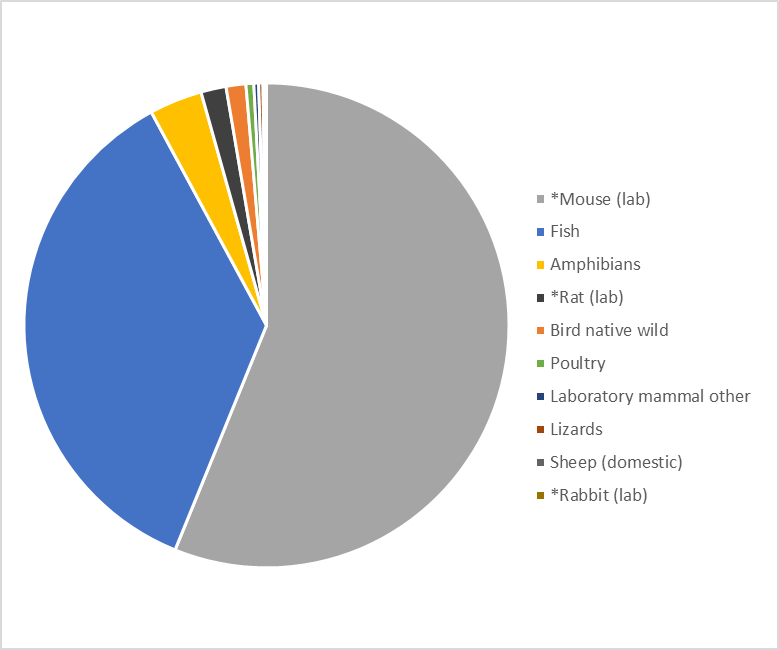 *Mouse (lab)
Fish
Amphibians
*Rat (lab)
Bird native wild
Poultry
Laboratory mammal other
Lizards
Sheep (domestic)
*Rabbit (lab)